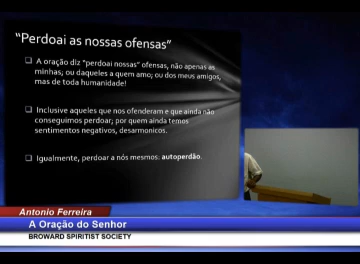 "Perdoai as nossas ofensas"
A oração diz "perdoai nossas" ofensas, não apenas as
minhas; ou daqueles a quem amo; ou dos meus amigos,
mas de toda humanidade!
Inclusive aqueles que nos ofenderam e que ainda não
conseguimos perdoar; por quem ainda temos
sentimentos negativos, desarmonicos.
Igualmente, perdoar a nós mesmos: autoperdão.
Antonio Ferreira
A Oração do Senhor
BROWARD SPIRITIST SOCIETY